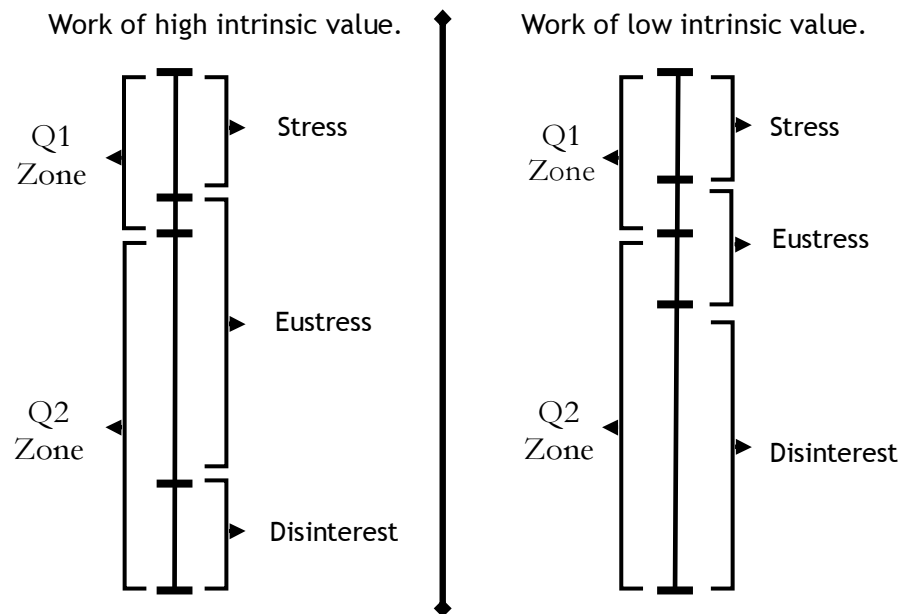 Work of high intrinsic value.
Q1
Zone
Stress
Eustress
Q2
Zone
Disinterest
Work of low intrinsic value.
Q1
Zone
Stress
Eustress
Q2
Zone
Disinterest